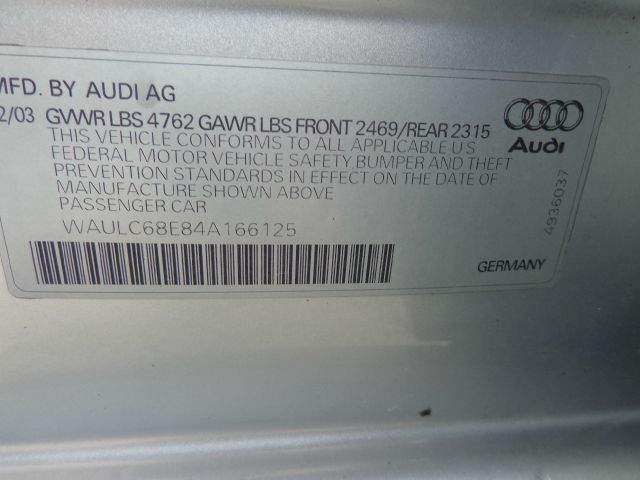 MFD. BY AUDI AG
2/03 GVWR LBS 4762 GAWR LBS FRONT 2469/REAR 2315
THIS VEHICLE CONFORMS TO ALL APPLICABLE U S
FEDERAL MOTOR VEHICLE SAFETY, BUMPER AND THEFT
PREVENTION STANDARDS IN EFFECT ON THE DATE OF
MANUFACTURE SHOWN ABOVE
PASSENGER CAR
WAULC68E84A166125
Audi
4936037
GERMANY